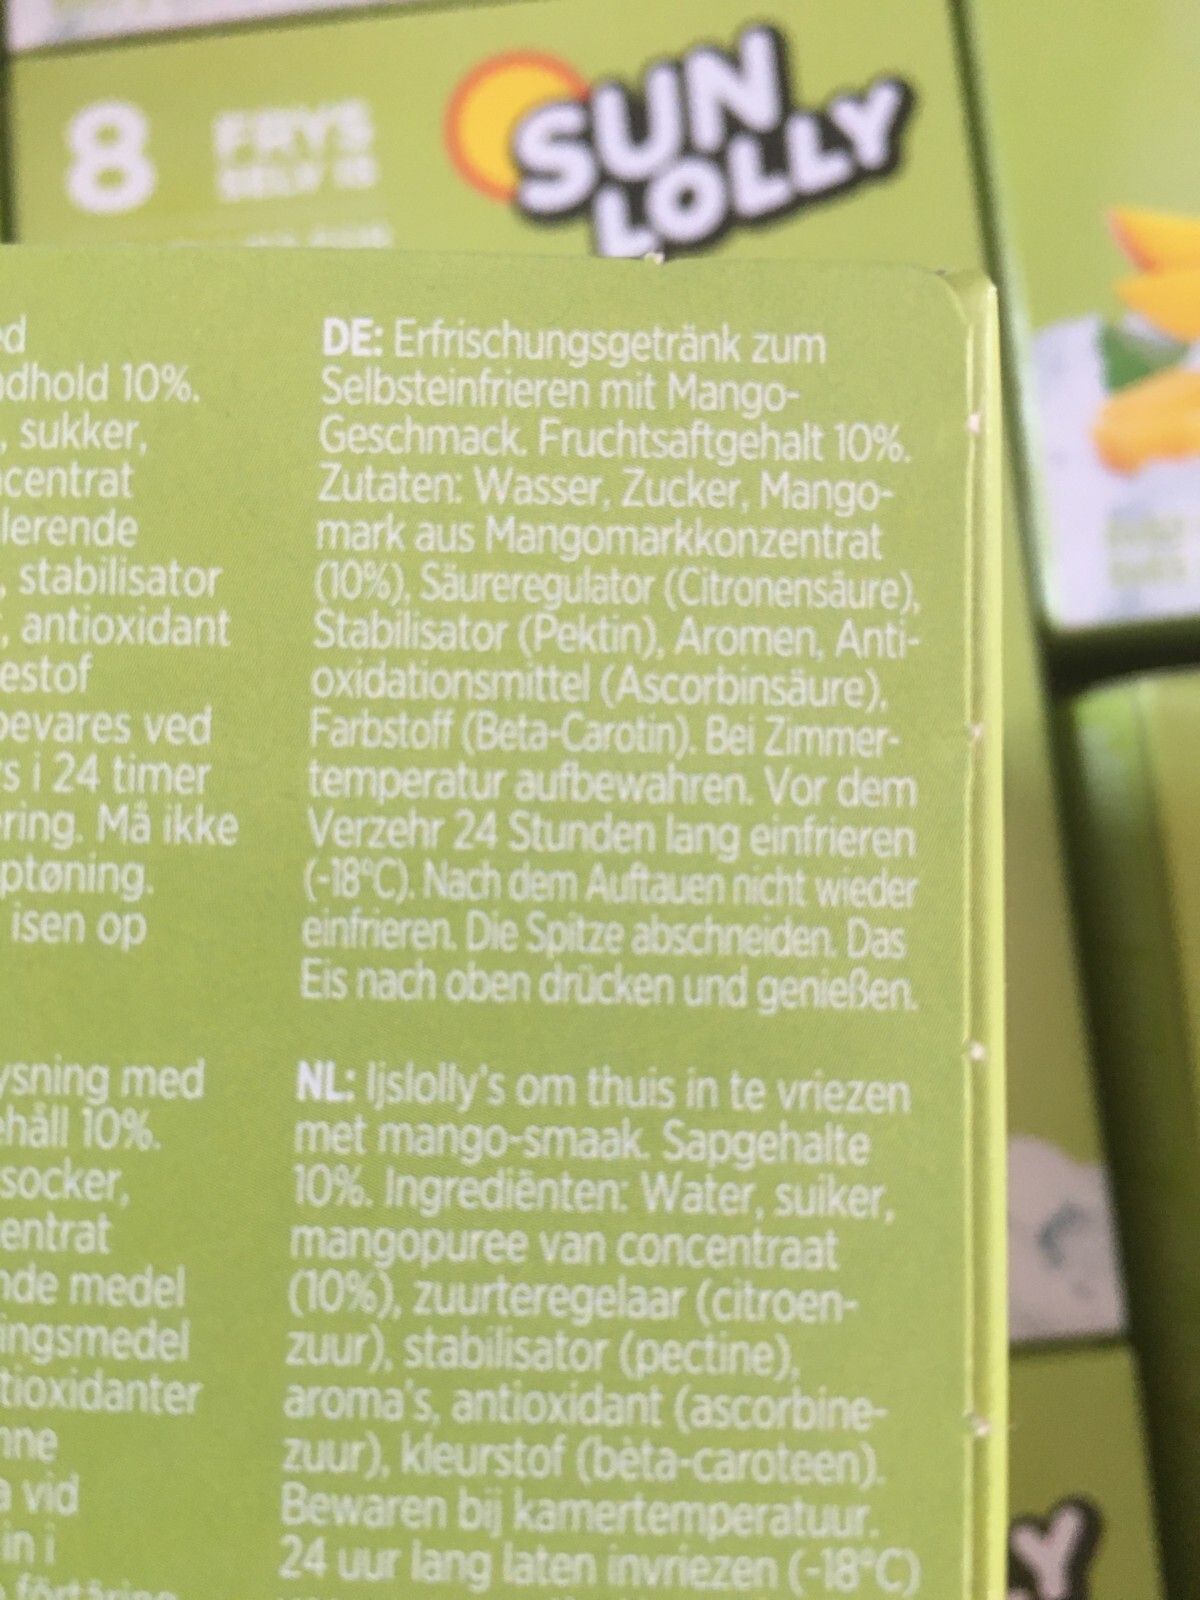 8
FRYS
SELV IS
SUN
LOLLY
ed
dhold 10%.
, sukker,
centrat
lerende
, stabilisator
, antioxidant
estof
bevares ved
s i 24 timer
ring. Må ikke
ptøning.
isen op
DE: Erfrischungsgetränk zum
Selbsteinfrieren mit Mango-
Geschmack. Fruchtsaftgehalt 10%.
Zutaten: Wasser, Zucker, Mango-
mark aus Mangomarkkonzentrat
(10%), Säureregulator (Citronensäure),
Stabilisator (Pektin), Aromen, Anti-
oxidationsmittel (Ascorbinsäure),
Farbstoff (Beta-Carotin). Bei Zimmer-
temperatur aufbewahren. Vor dem
Verzehr 24 Stunden lang einfrieren
(-18°C). Nach dem Auftauen nicht wieder
einfrieren. Die Spitze abschneiden. Das
Eis nach oben drücken und genießen.
ysning med
ehåll 10%.
socker,
entrat
nde medel
ingsmedel
tioxidanter
nne
a vid
in i
förtäring
NL: Ijslolly's om thuis in te vriezen
met mango-smaak. Sapgehalte
10%. Ingrediënten: Water, suiker,
mangopuree van concentraat
(10%), zuurteregelaar (citroen-
zuur), stabilisator (pectine),
aroma's, antioxidant (ascorbine-
zuur), kleurstof (bèta-caroteen).
Bewaren bij kamertemperatuur.
24 uur lang laten invriezen (-18°C)
LY